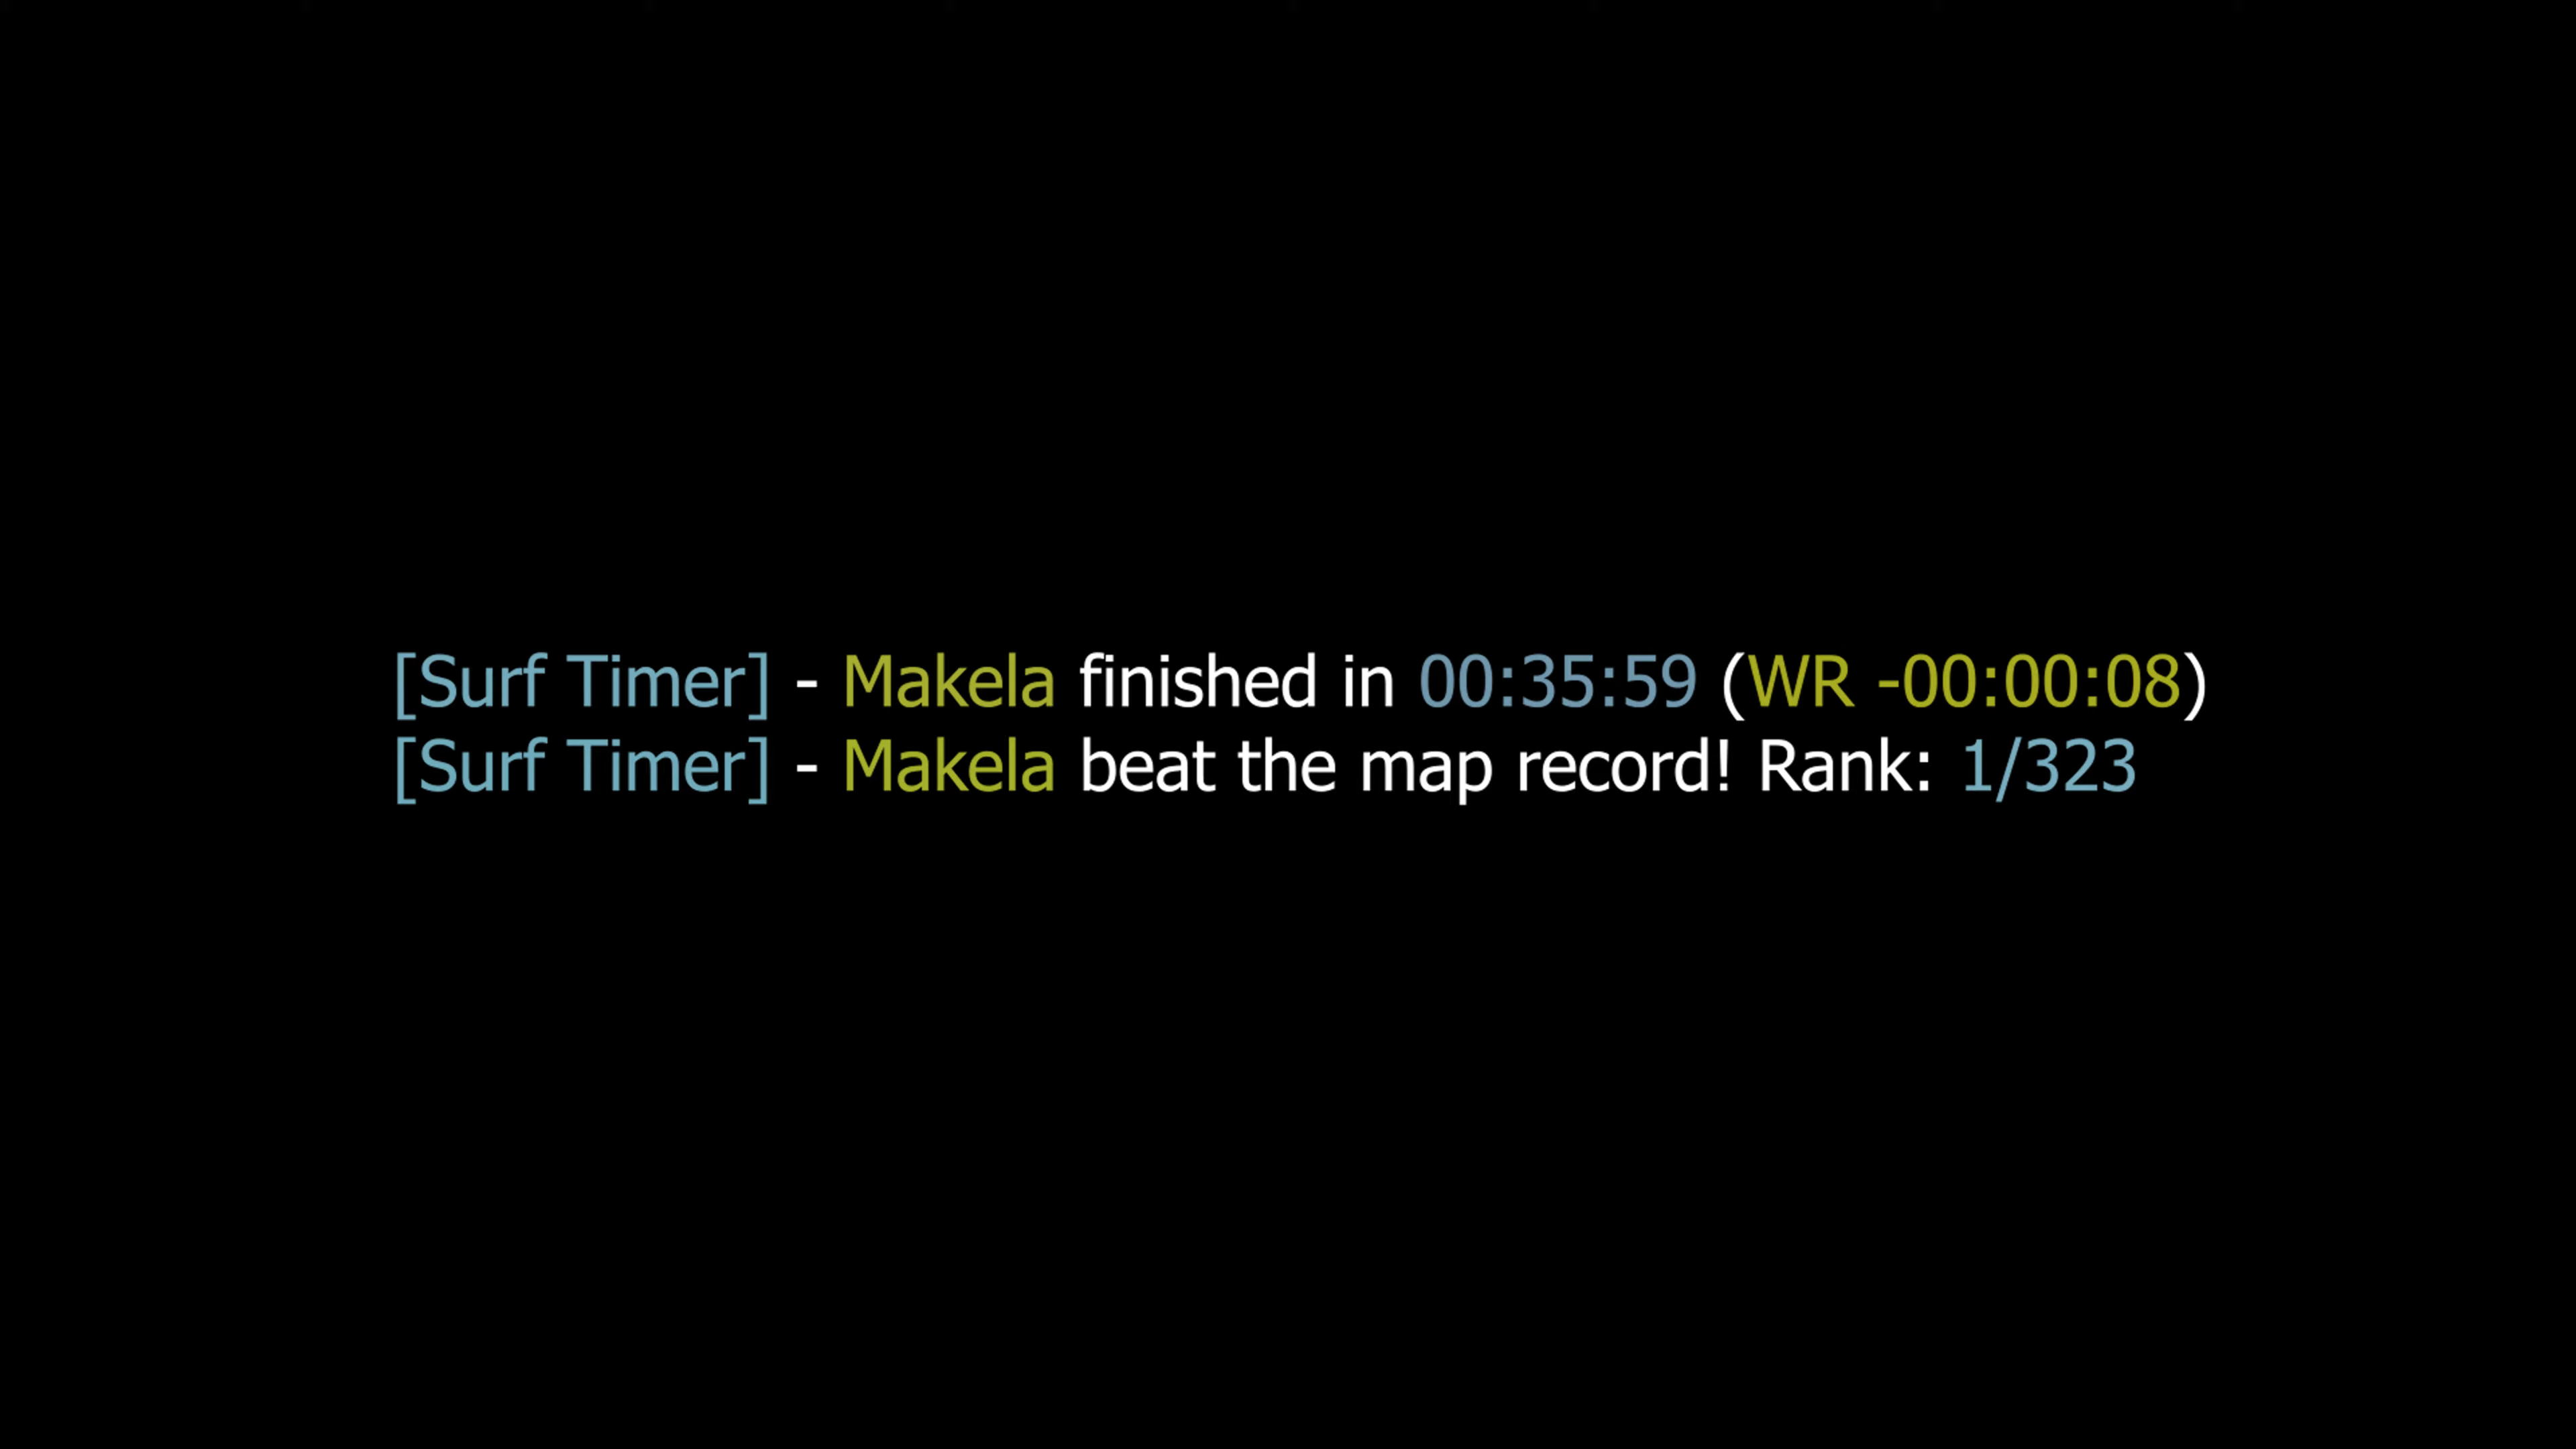 [Surf Timer] - Makela finished in 00:35:59 (WR -00:00:08)
[Surf Timer] - Makela beat the map record! Rank: 1/323